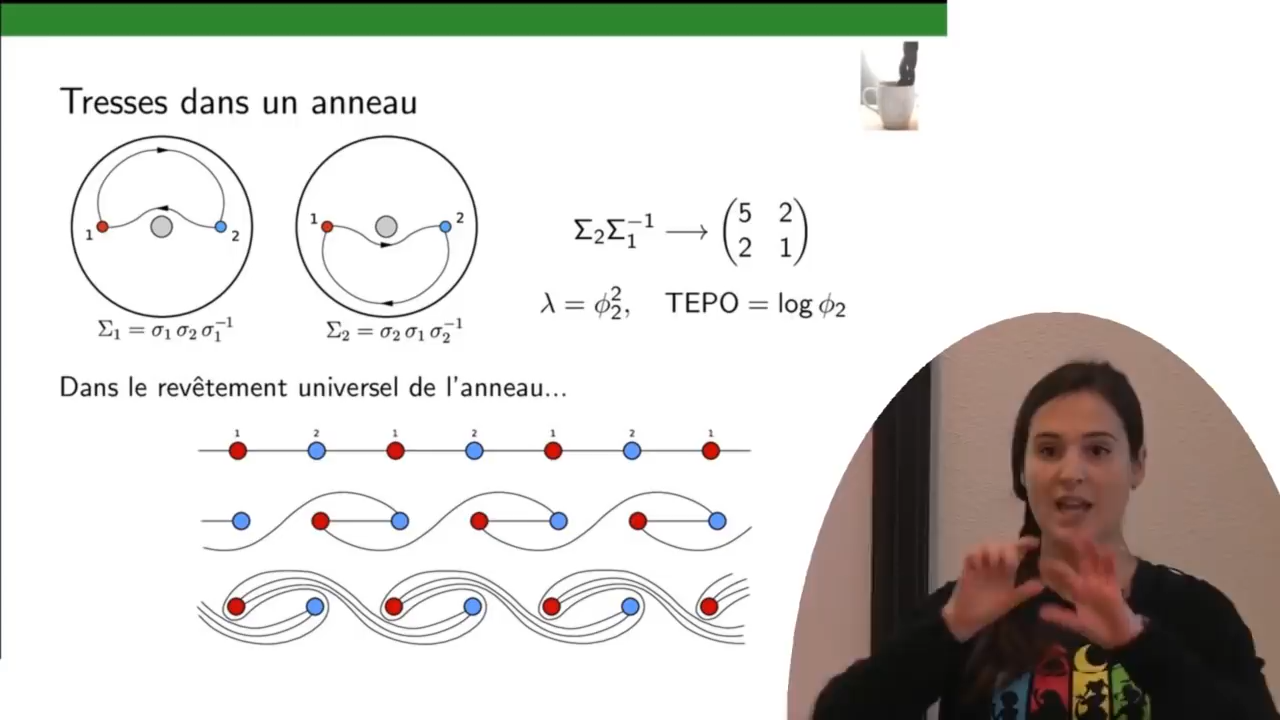 Tresses dans un anneau
1 2 1 2
Σ₁ = σ₁ σ₂ σ₁⁻¹ Σ₂ = σ₂ σ₁ σ₂⁻¹
Σ₂Σ₁⁻¹ ⟶ (5 2
2 1)
λ = ϕ₂², TEPO = log ϕ₂
Dans le revêtement universel de l'anneau...
1 2 1 2 1 2 1